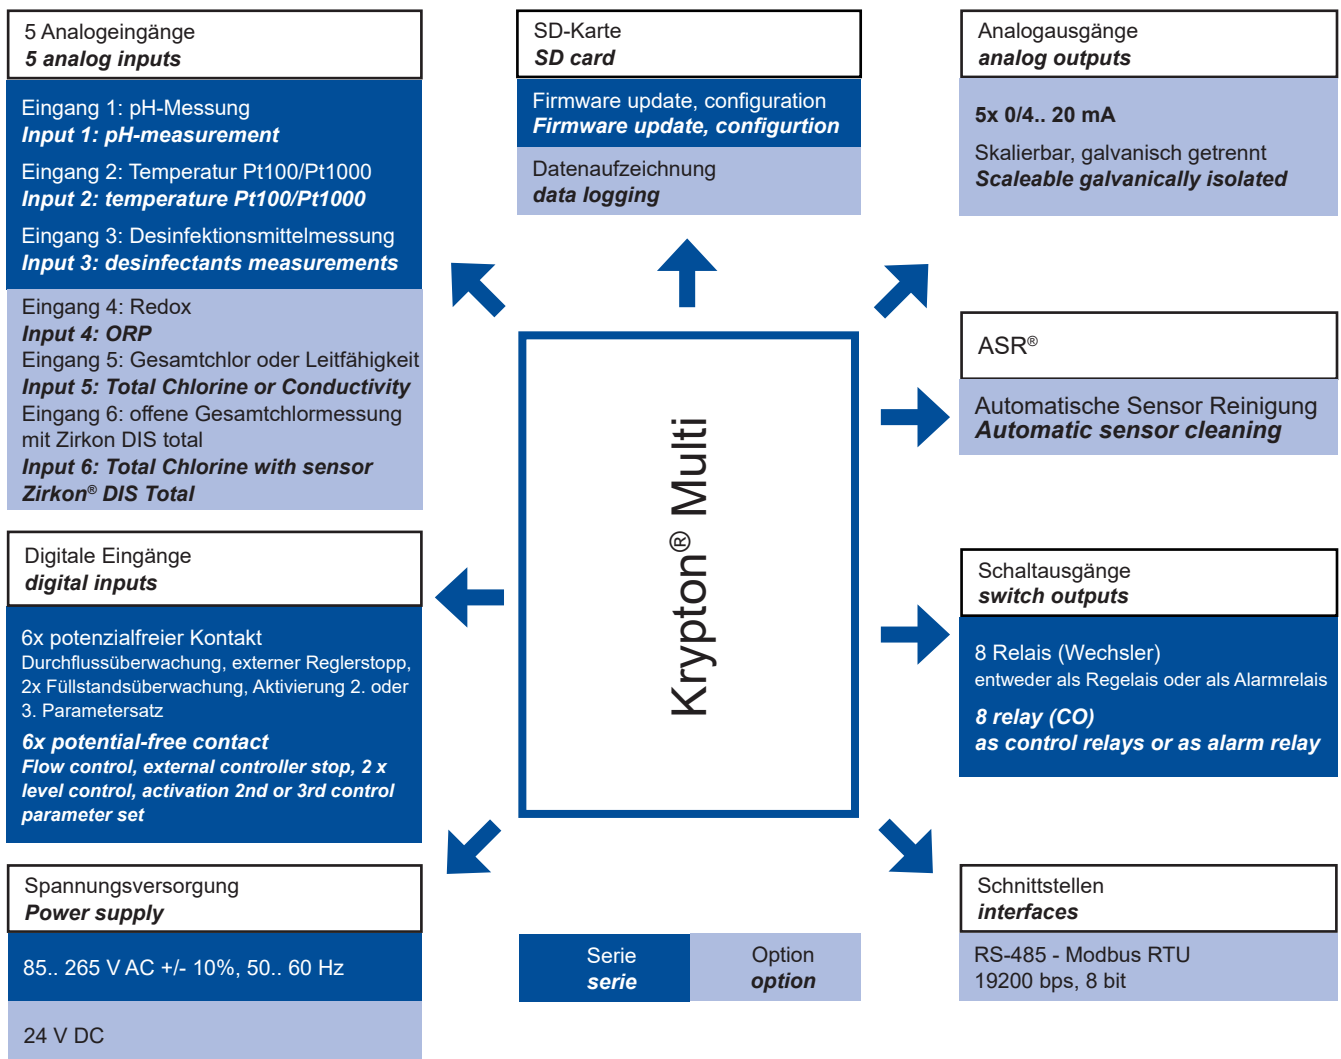 5 Analogeingänge
5 analog inputs
Eingang 1: pH-Messung
Input 1: pH-measurement
Eingang 2: Temperatur Pt100/Pt1000
Input 2: temperature Pt100/Pt1000
Eingang 3: Desinfektionsmittelmessung
Input 3: desinfectants measurements
Eingang 4: Redox
Input 4: ORP
Eingang 5: Gesamtchlor oder Leitfähigkeit
Input 5: Total Chlorine or Conductivity
Eingang 6: offene Gesamtchlormessung
mit Zirkon DIS total
Input 6: Total Chlorine with sensor
Zirkon® DIS Total
Digitale Eingänge
digital inputs
6x potenzialfreier Kontakt
Durchflussüberwachung, externer Reglerstopp,
2x Füllstandsüberwachung, Aktivierung 2. oder
3. Parametersatz
6x potential-free contact
Flow control, external controller stop, 2 x
level control, activation 2nd or 3rd control
parameter set
Spannungsversorgung
Power supply
85.. 265 V AC +/- 10%, 50.. 60 Hz
24 V DC
SD-Karte
SD card
Firmware update, configuration
Firmware update, configurtion
Datenaufzeichnung
data logging
Krypton® Multi
Serie
serie
Option
option
Analogausgänge
analog outputs
5x 0/4.. 20 mA
Skalierbar, galvanisch getrennt
Scaleable galvanically isolated
ASR®
Automatische Sensor Reinigung
Automatic sensor cleaning
Schaltausgänge
switch outputs
8 Relais (Wechsler)
entweder als Regelais oder als Alarmrelais
8 relay (CO)
as control relays or as alarm relay
Schnittstellen
interfaces
RS-485 - Modbus RTU
19200 bps, 8 bit